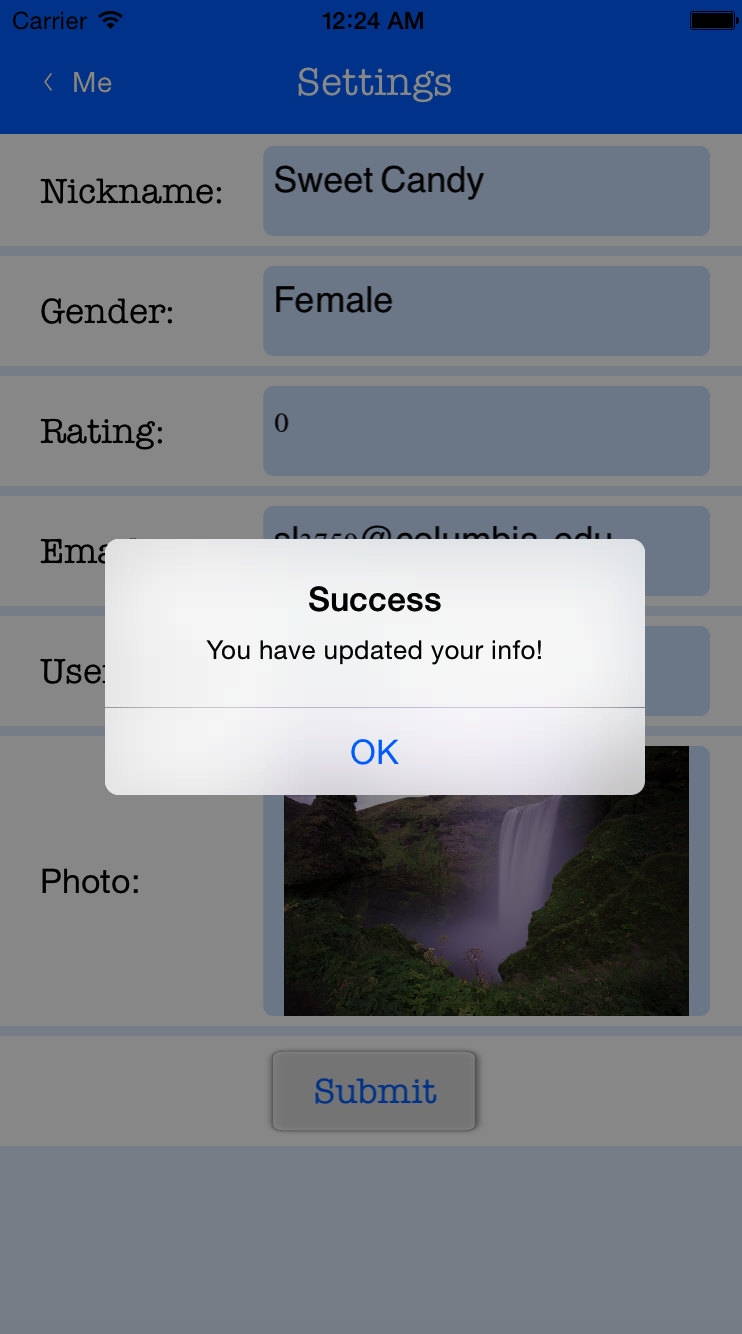 Carrier 12:24 AM
Me Settings
Nickname: Sweet Candy
Gender: Female
Rating: 0
Success
You have updated your info!
OK
Photo:
Submit